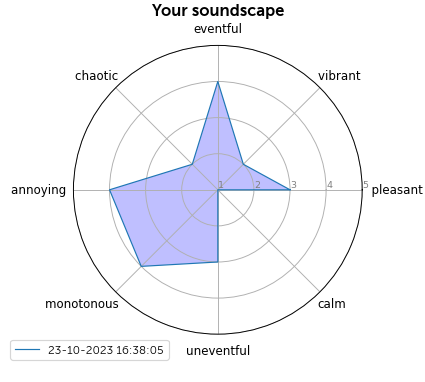 Your soundscape
eventful
chaotic
vibrant
annoying
1
2
3
4
5
pleasant
monotonous
calm
23-10-2023 16:38:05
uneventful